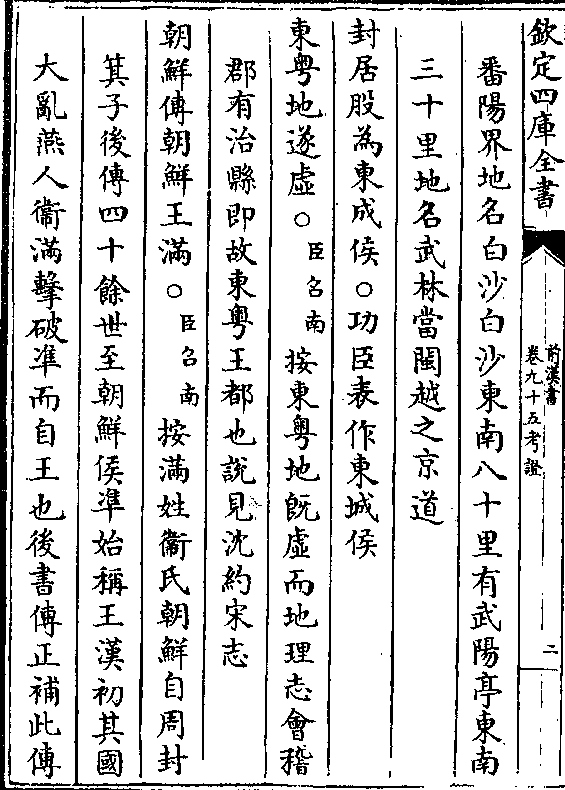 欽定四庫全書
前漢書
卷九十五考證
二
番陽界地名白沙白沙東南八十里有武陽亭東南
三十里地名武林當閩越之京道
封居股為東成侯○功臣表作東城侯
東粵地遂虛○臣召南按東粵地既虛而地理志會稽
郡有治縣即故東粵王都也說見沈約宋志
朝鮮傳朝鮮王滿○臣召南按滿姓衞氏朝鮮自周封
箕子後傳四十餘世至朝鮮侯準始稱王漢初其國
大亂燕人衞滿擊破準而自王也後書傳正補此傳